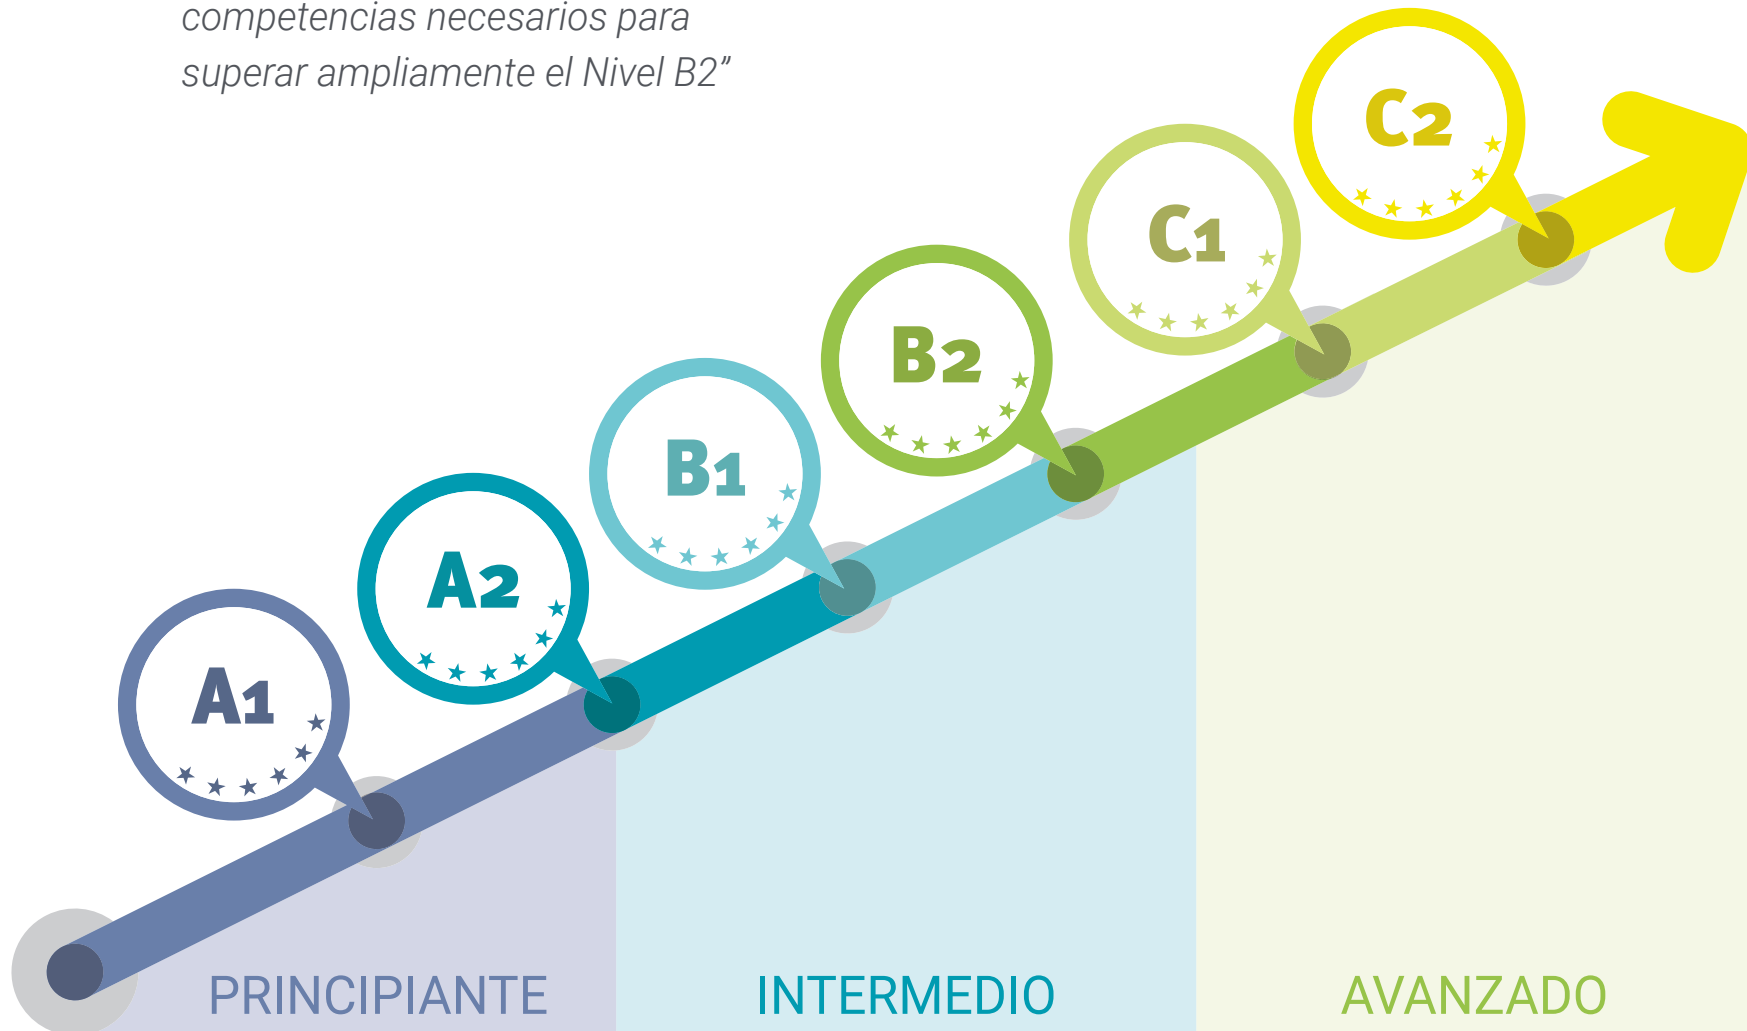 competencias necesarios para
superar ampliamente el Nivel B2”
C2
C1
B2
B1
A2
A1
PRINCIPIANTE
INTERMEDIO
AVANZADO